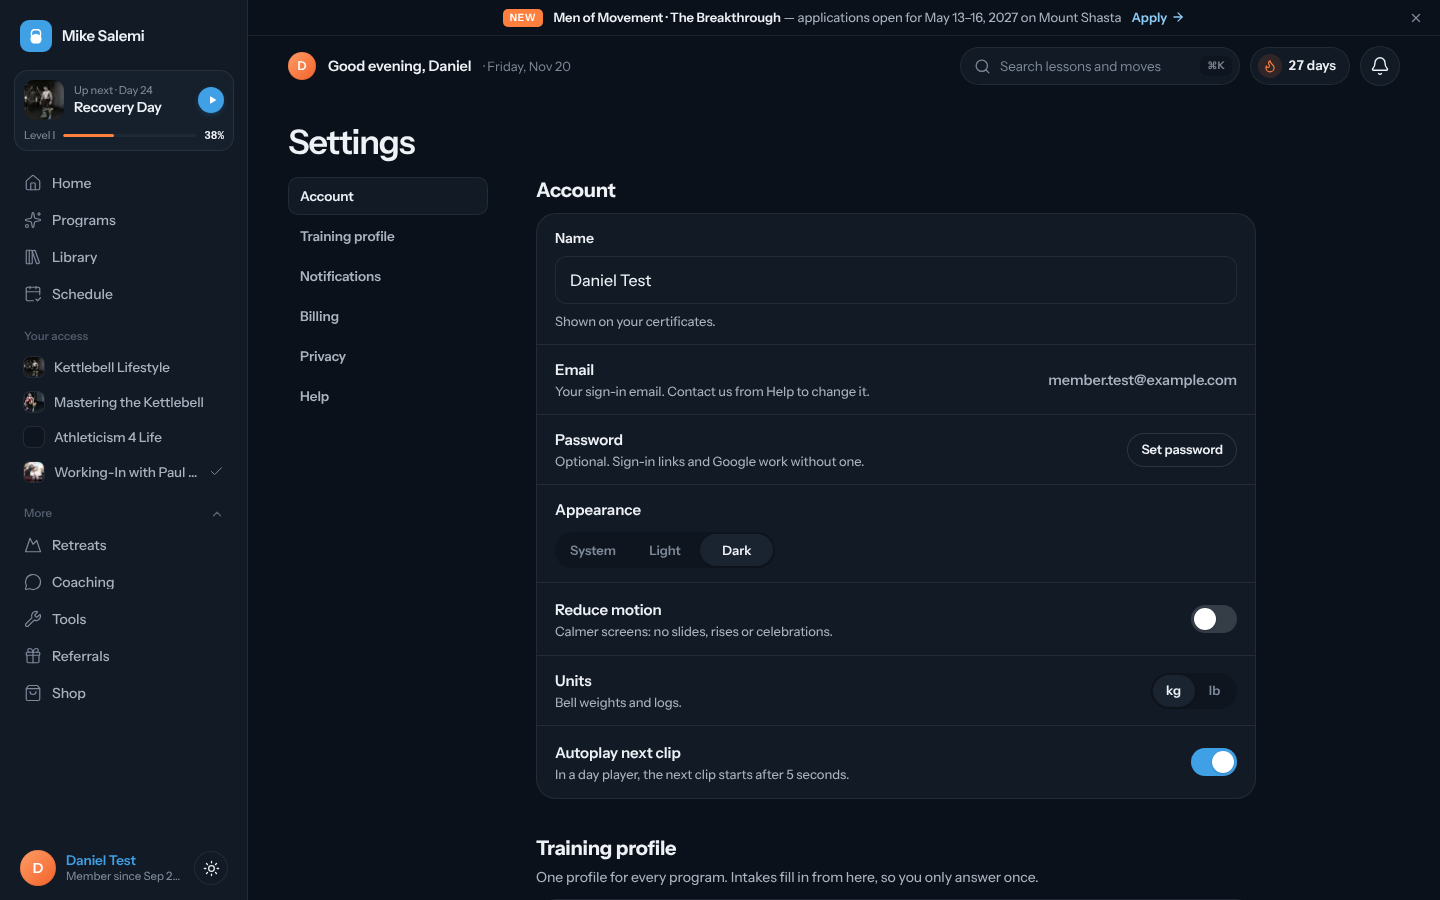 Mike Salemi
Up next · Day 24
Recovery Day
Level I
38%
Home
Programs
Library
Schedule
Your access
Kettlebell Lifestyle
Mastering the Kettlebell
Athleticism 4 Life
Working-In with Paul ...
More
Retreats
Coaching
Tools
Referrals
Shop
Daniel Test
Member since Sep 2...
NEW Men of Movement · The Breakthrough — applications open for May 13–16, 2027 on Mount Shasta Apply →
D Good evening, Daniel · Friday, Nov 20
Search lessons and moves ⌘K
27 days
Settings
Account
Training profile
Notifications
Billing
Privacy
Help
Account
Name
Daniel Test
Shown on your certificates.
Email
Your sign-in email. Contact us from Help to change it.
member.test@example.com
Password
Optional. Sign-in links and Google work without one.
Set password
Appearance
System Light Dark
Reduce motion
Calmer screens: no slides, rises or celebrations.
Units
Bell weights and logs.
kg lb
Autoplay next clip
In a day player, the next clip starts after 5 seconds.
Training profile
One profile for every program. Intakes fill in from here, so you only answer once.
D